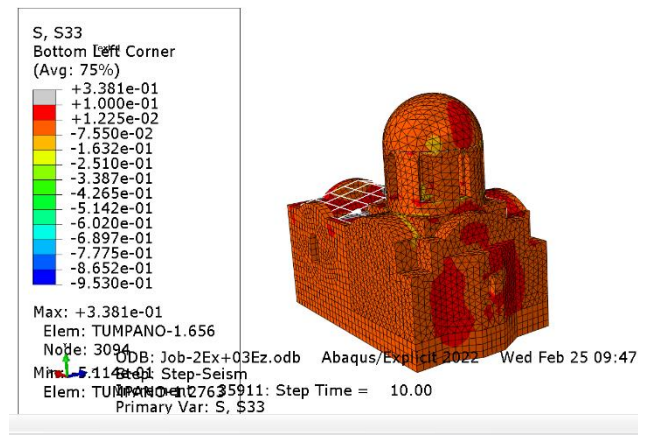 S, S33
Bottom Left Corner
(Avg: 75%)
+3.381e-01
+1.000e-01
+1.225e-02
-7.550e-02
-1.632e-01
-2.510e-01
-3.387e-01
-4.265e-01
-5.142e-01
-6.020e-01
-6.897e-01
-7.775e-01
-8.652e-01
-9.530e-01
Max: +3.381e-01
Elem: TUMPANO-1.656
Node: 3094
ODB: Job-2Ex+03Ez.odb Abaqus/Explicit 2022 Wed Feb 25 09:47
Step: Step-Seism
Elem: TUMPANO-1.2763
35911: Step Time = 10.00
Primary Var: S, S33